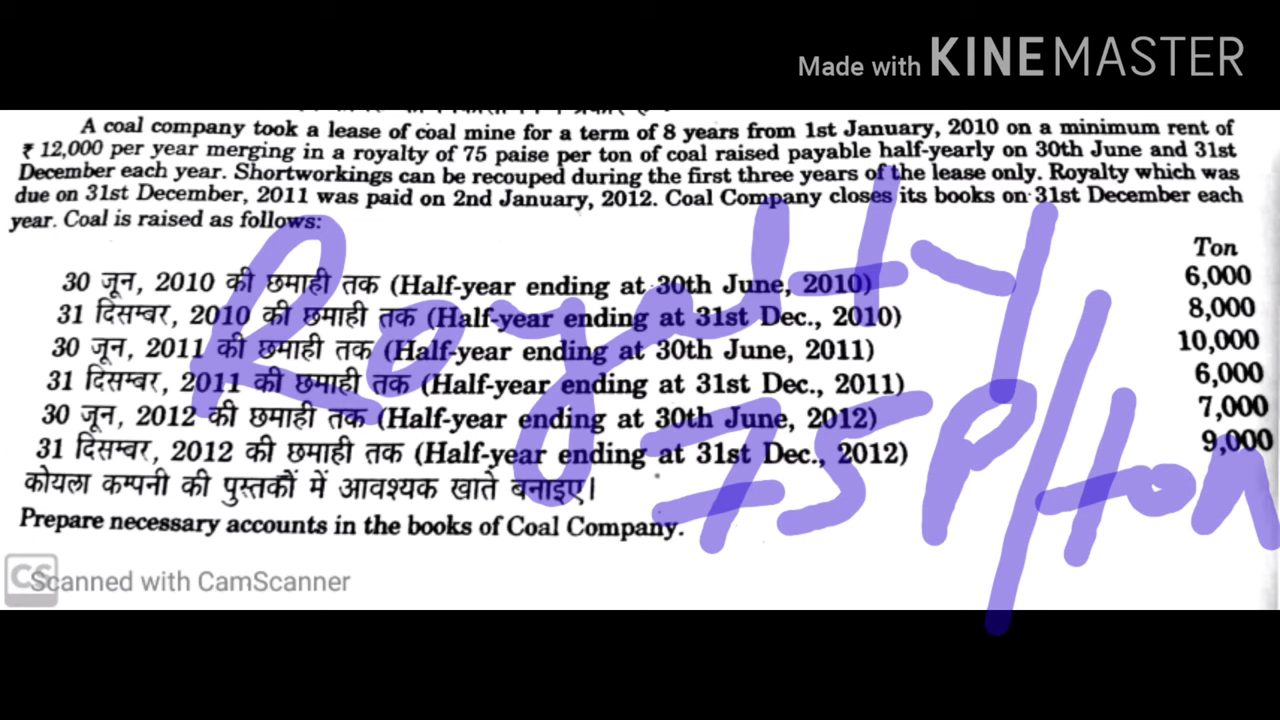 Made with KINEMASTER
A coal company took a lease of coal mine for a term of 8 years from 1st January, 2010 on a minimum rent of
₹ 12,000 per year merging in a royalty of 75 paise per ton of coal raised payable half-yearly on 30th June and 31st
December each year. Shortworkings can be recouped during the first three years of the lease only. Royalty which was
due on 31st December, 2011 was paid on 2nd January, 2012. Coal Company closes its books on 31st December each
year. Coal is raised as follows:
Ton
30 जून, 2010 की छमाही तक (Half-year ending at 30th June, 2010) 6,000
31 दिसम्बर, 2010 की छमाही तक (Half-year ending at 31st Dec., 2010) 8,000
30 जून, 2011 की छमाही तक (Half-year ending at 30th June, 2011) 10,000
31 दिसम्बर, 2011 की छमाही तक (Half-year ending at 31st Dec., 2011) 6,000
30 जून, 2012 की छमाही तक (Half-year ending at 30th June, 2012) 7,000
31 दिसम्बर, 2012 की छमाही तक (Half-year ending at 31st Dec., 2012) 9,000
कोयला कम्पनी की पुस्तकों में आवश्यक खाते बनाइए।
Prepare necessary accounts in the books of Coal Company.
Royalty
75 P/ton
CS Scanned with CamScanner